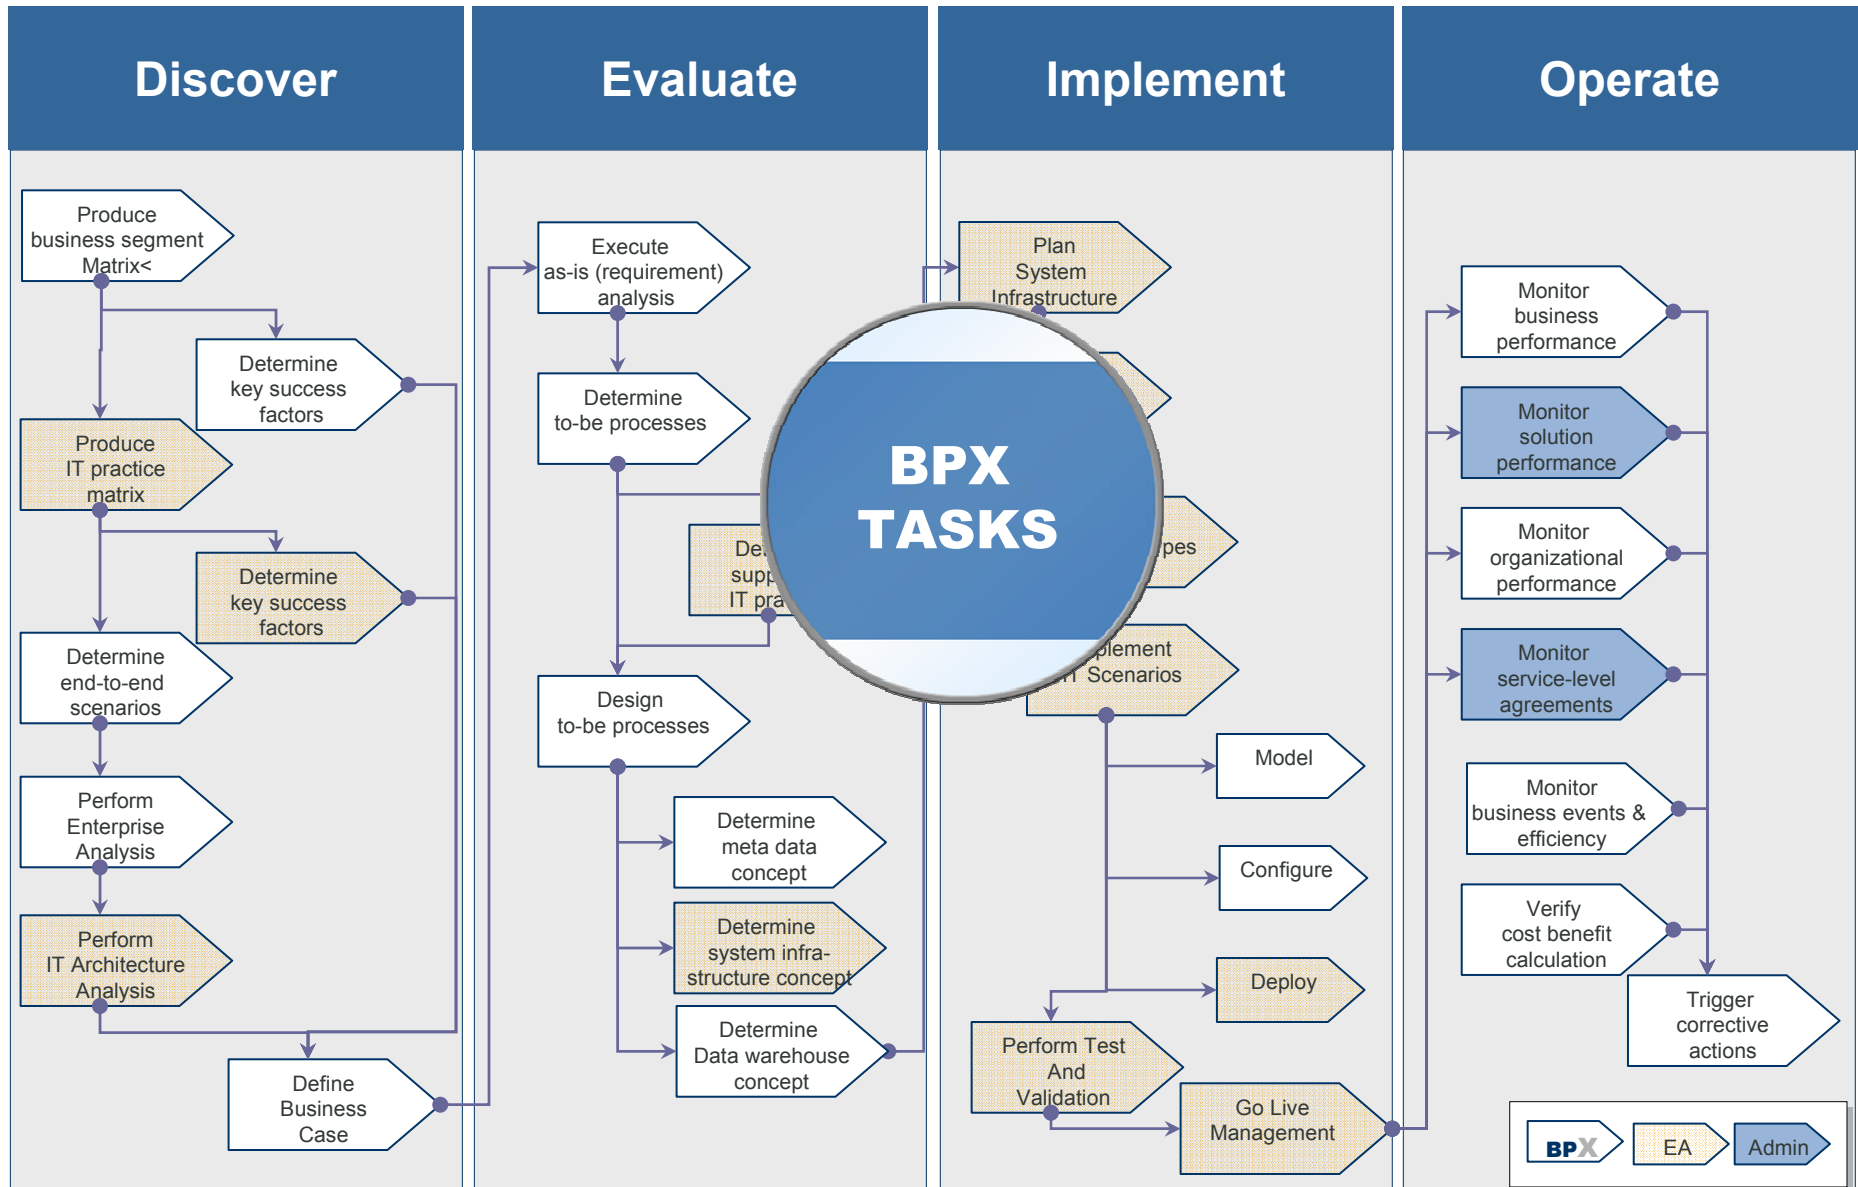 Discover
Evaluate
Implement
Operate
Produce
business segment
Matrix<
Determine
key success
factors
Produce
IT practice
matrix
Determine
key success
factors
Determine
end-to-end
scenarios
Perform
Enterprise
Analysis
Perform
IT Architecture
Analysis
Define
Business
Case
Execute
as-is (requirement)
analysis
Determine
to-be processes
IT
Design
to-be processes
Determine
meta data
concept
Determine
system infra-
structure concept
Determine
Data warehouse
concept
BPX
TASKS
Plan
System
Infrastructure
Scenarios
Model
Configure
Deploy
Perform Test
And
Validation
Go Live
Management
Monitor
business
performance
Monitor
solution
performance
Monitor
organizational
performance
Monitor
service-level
agreements
Monitor
business events &
efficiency
Verify
cost benefit
calculation
Trigger
corrective
actions
BPX
EA
Admin